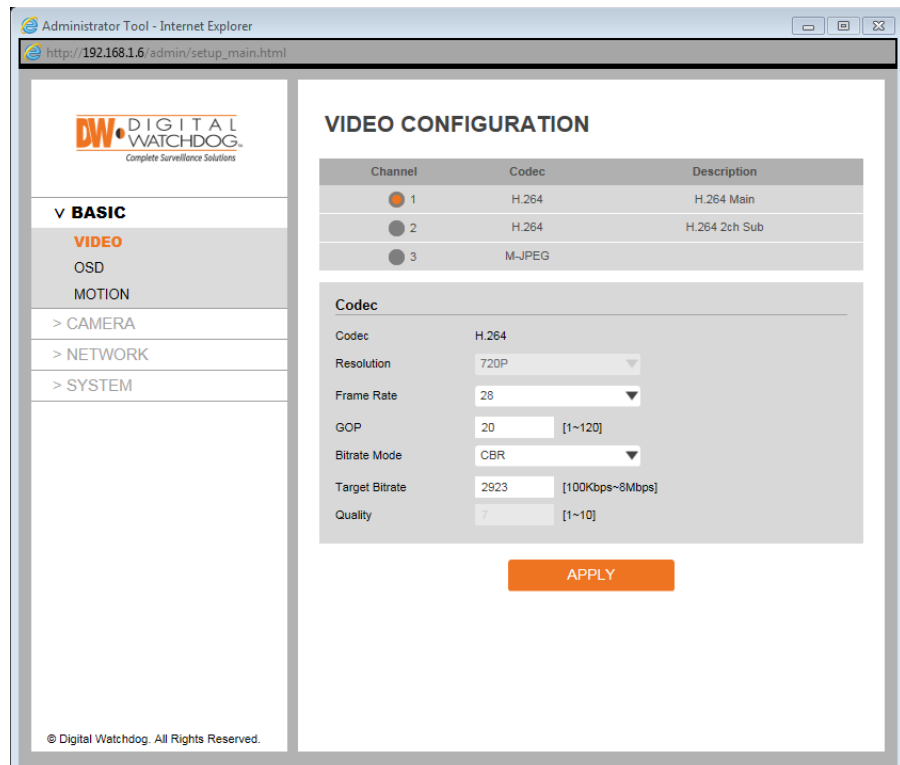 Administrator Tool - Internet Explorer
http://192.168.1.6/admin/setup_main.html
DW DIGITAL
WATCHDOG
Complete Surveillance Solutions
v BASIC
VIDEO
OSD
MOTION
> CAMERA
> NETWORK
> SYSTEM
© Digital Watchdog. All Rights Reserved.
VIDEO CONFIGURATION
Channel Codec Description
1 H.264 H.264 Main
2 H.264 H.264 2ch Sub
3 M-JPEG
Codec
Codec H.264
Resolution 720P
Frame Rate 28
GOP 20 [1~120]
Bitrate Mode CBR
Target Bitrate 2923 [100Kbps~8Mbps]
Quality 7 [1~10]
APPLY